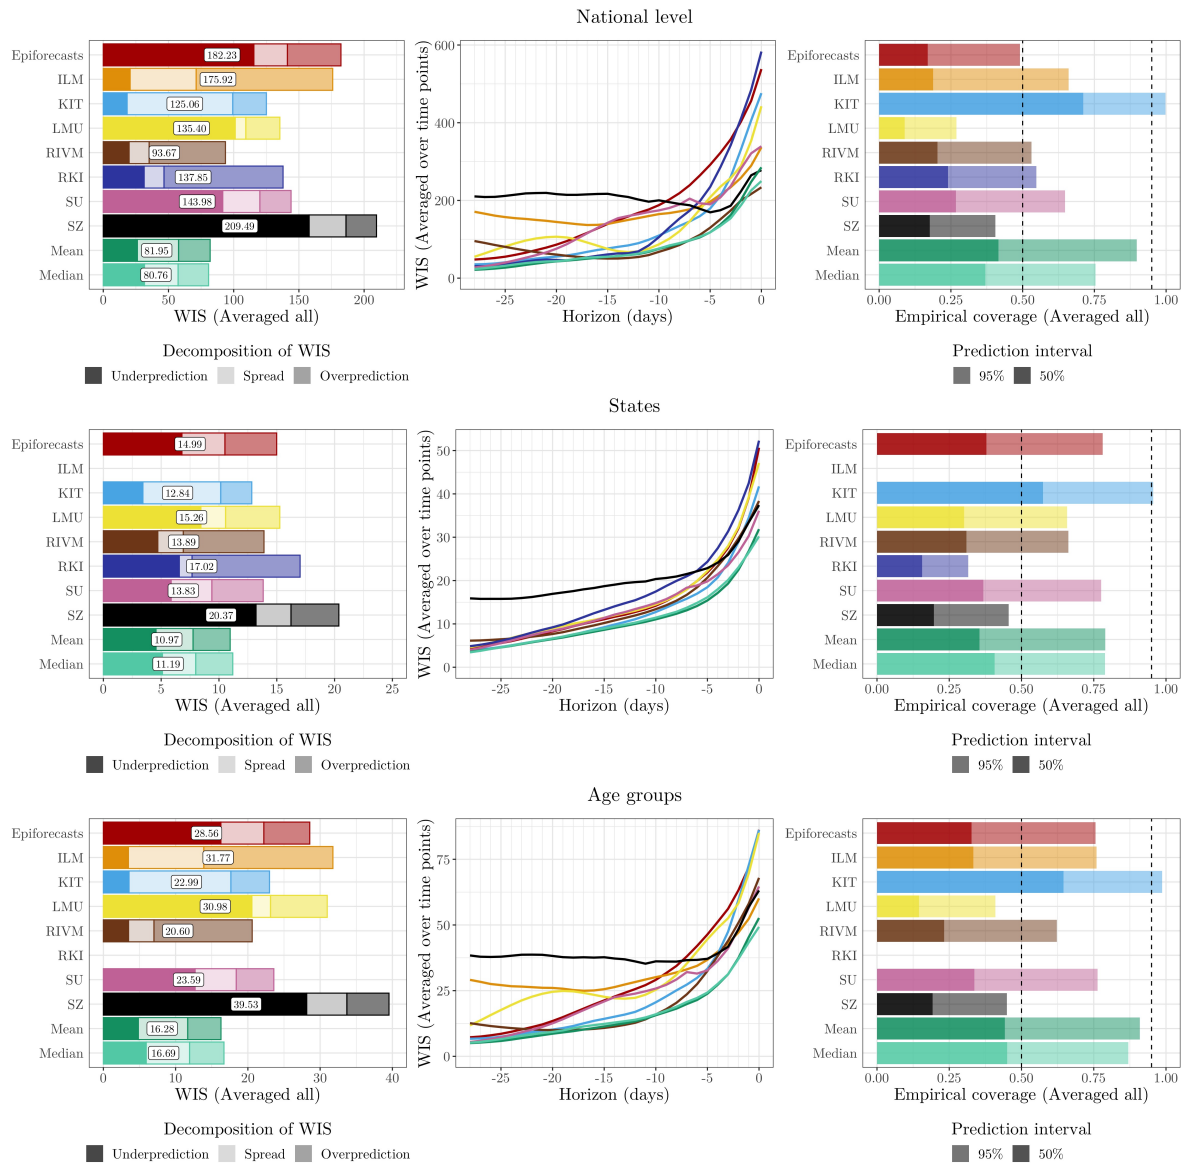 National level
Epiforecasts
ILM
KIT
LMU
RIVM
RKI
SU
SZ
Mean
Median
182.23
175.92
125.06
135.40
93.67
137.85
143.98
209.49
81.95
80.76
0 50 100 150 200
WIS (Averaged all)
Decomposition of WIS
Underprediction Spread Overprediction
WIS (Averaged over time points)
600
400
200
0
-25 -20 -15 -10 -5 0
Horizon (days)
Epiforecasts
ILM
KIT
LMU
RIVM
RKI
SU
SZ
Mean
Median
0.00 0.25 0.50 0.75 1.00
Empirical coverage (Averaged all)
Prediction interval
95% 50%
States
Epiforecasts
ILM
KIT
LMU
RIVM
RKI
SU
SZ
Mean
Median
14.99
12.84
15.26
13.89
17.02
13.83
20.37
10.97
11.19
0 5 10 15 20 25
WIS (Averaged all)
Decomposition of WIS
Underprediction Spread Overprediction
WIS (Averaged over time points)
50
40
30
20
10
0
-25 -20 -15 -10 -5 0
Horizon (days)
Epiforecasts
ILM
KIT
LMU
RIVM
RKI
SU
SZ
Mean
Median
0.00 0.25 0.50 0.75 1.00
Empirical coverage (Averaged all)
Prediction interval
95% 50%
Age groups
Epiforecasts
ILM
KIT
LMU
RIVM
RKI
SU
SZ
Mean
Median
28.56
31.77
22.99
30.98
20.60
23.59
39.53
16.28
16.69
0 10 20 30 40
WIS (Averaged all)
Decomposition of WIS
Underprediction Spread Overprediction
WIS (Averaged over time points)
75
50
25
0
-25 -20 -15 -10 -5 0
Horizon (days)
Epiforecasts
ILM
KIT
LMU
RIVM
RKI
SU
SZ
Mean
Median
0.00 0.25 0.50 0.75 1.00
Empirical coverage (Averaged all)
Prediction interval
95% 50%